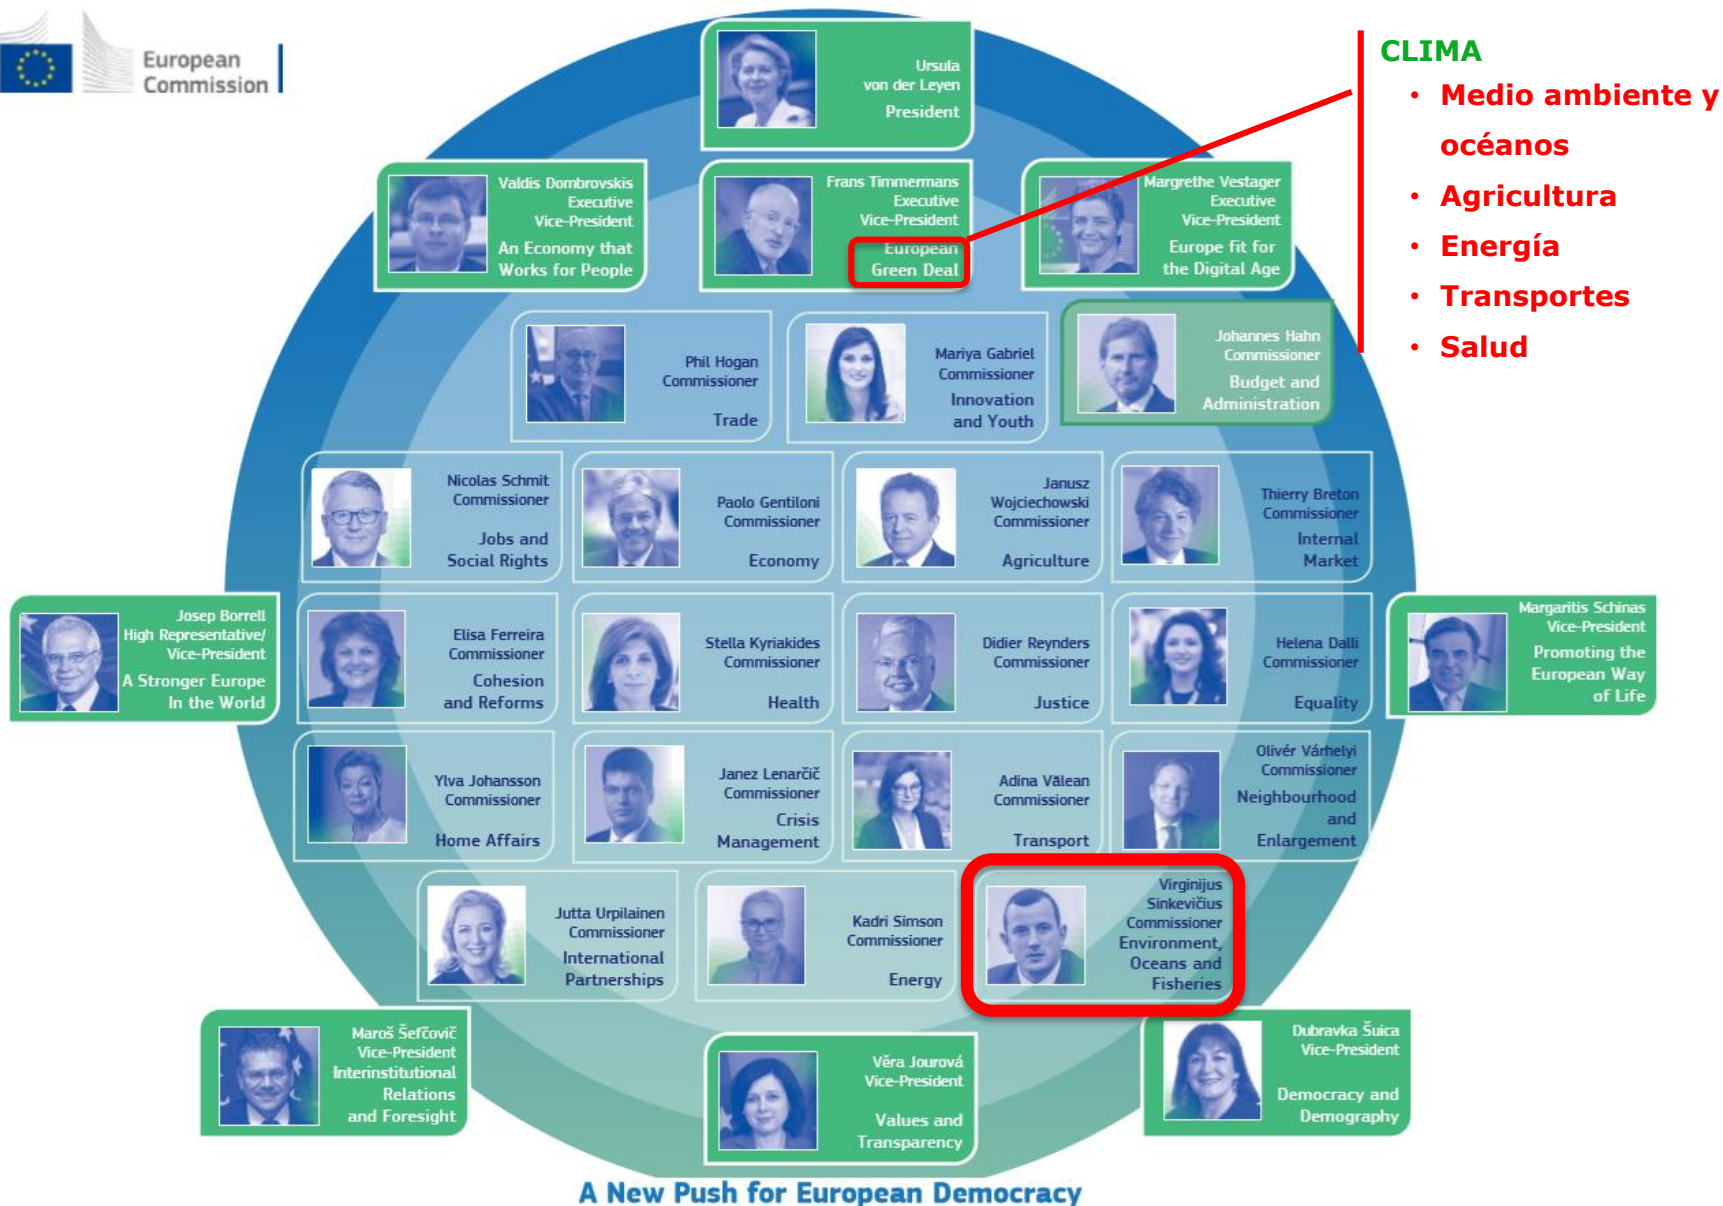 European
Commission
Ursula
von der Leyen
President
CLIMA
• Medio ambiente y
océanos
• Agricultura
• Energía
• Transportes
• Salud
Valdis Dombrovskis
Executive
Vice-President
An Economy that
Works for People
Frans Timmermans
Executive
Vice-President
European
Green Deal
Margrethe Vestager
Executive
Vice-President
Europe fit for
the Digital Age
Phil Hogan
Commissioner
Trade
Mariya Gabriel
Commissioner
Innovation
and Youth
Johannes Hahn
Commissioner
Budget and
Administration
Nicolas Schmit
Commissioner
Jobs and
Social Rights
Paolo Gentiloni
Commissioner
Economy
Janusz
Wojciechowski
Commissioner
Agriculture
Thierry Breton
Commissioner
Internal
Market
Josep Borrell
High Representative/
Vice-President
A Stronger Europe
In the World
Elisa Ferreira
Commissioner
Cohesion
and Reforms
Stella Kyriakides
Commissioner
Health
Didier Reynders
Commissioner
Justice
Helena Dalli
Commissioner
Equality
Margaritis Schinas
Vice-President
Promoting the
European Way
of Life
Ylva Johansson
Commissioner
Home Affairs
Janez Lenarčič
Commissioner
Crisis
Management
Adina Vălean
Commissioner
Transport
Olivér Várhelyi
Commissioner
Neighbourhood
and
Enlargement
Jutta Urpilainen
Commissioner
International
Partnerships
Kadri Simson
Commissioner
Energy
Virginijus
Sinkevičius
Commissioner
Environment,
Oceans and
Fisheries
Maroš Šefčovič
Vice-President
Interinstitutional
Relations
and Foresight
Věra Jourová
Vice-President
Values and
Transparency
Dubravka Šuica
Vice-President
Democracy and
Demography
A New Push for European Democracy